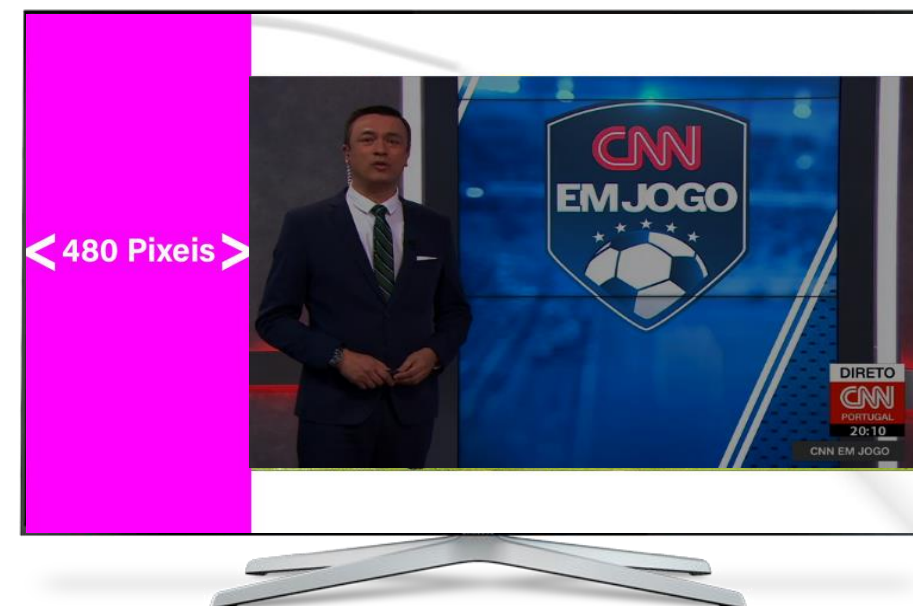 < 480 Pixeis >
CNN
EM JOGO
DIRETO
CNN
PORTUGAL
20:10
CNN EM JOGO